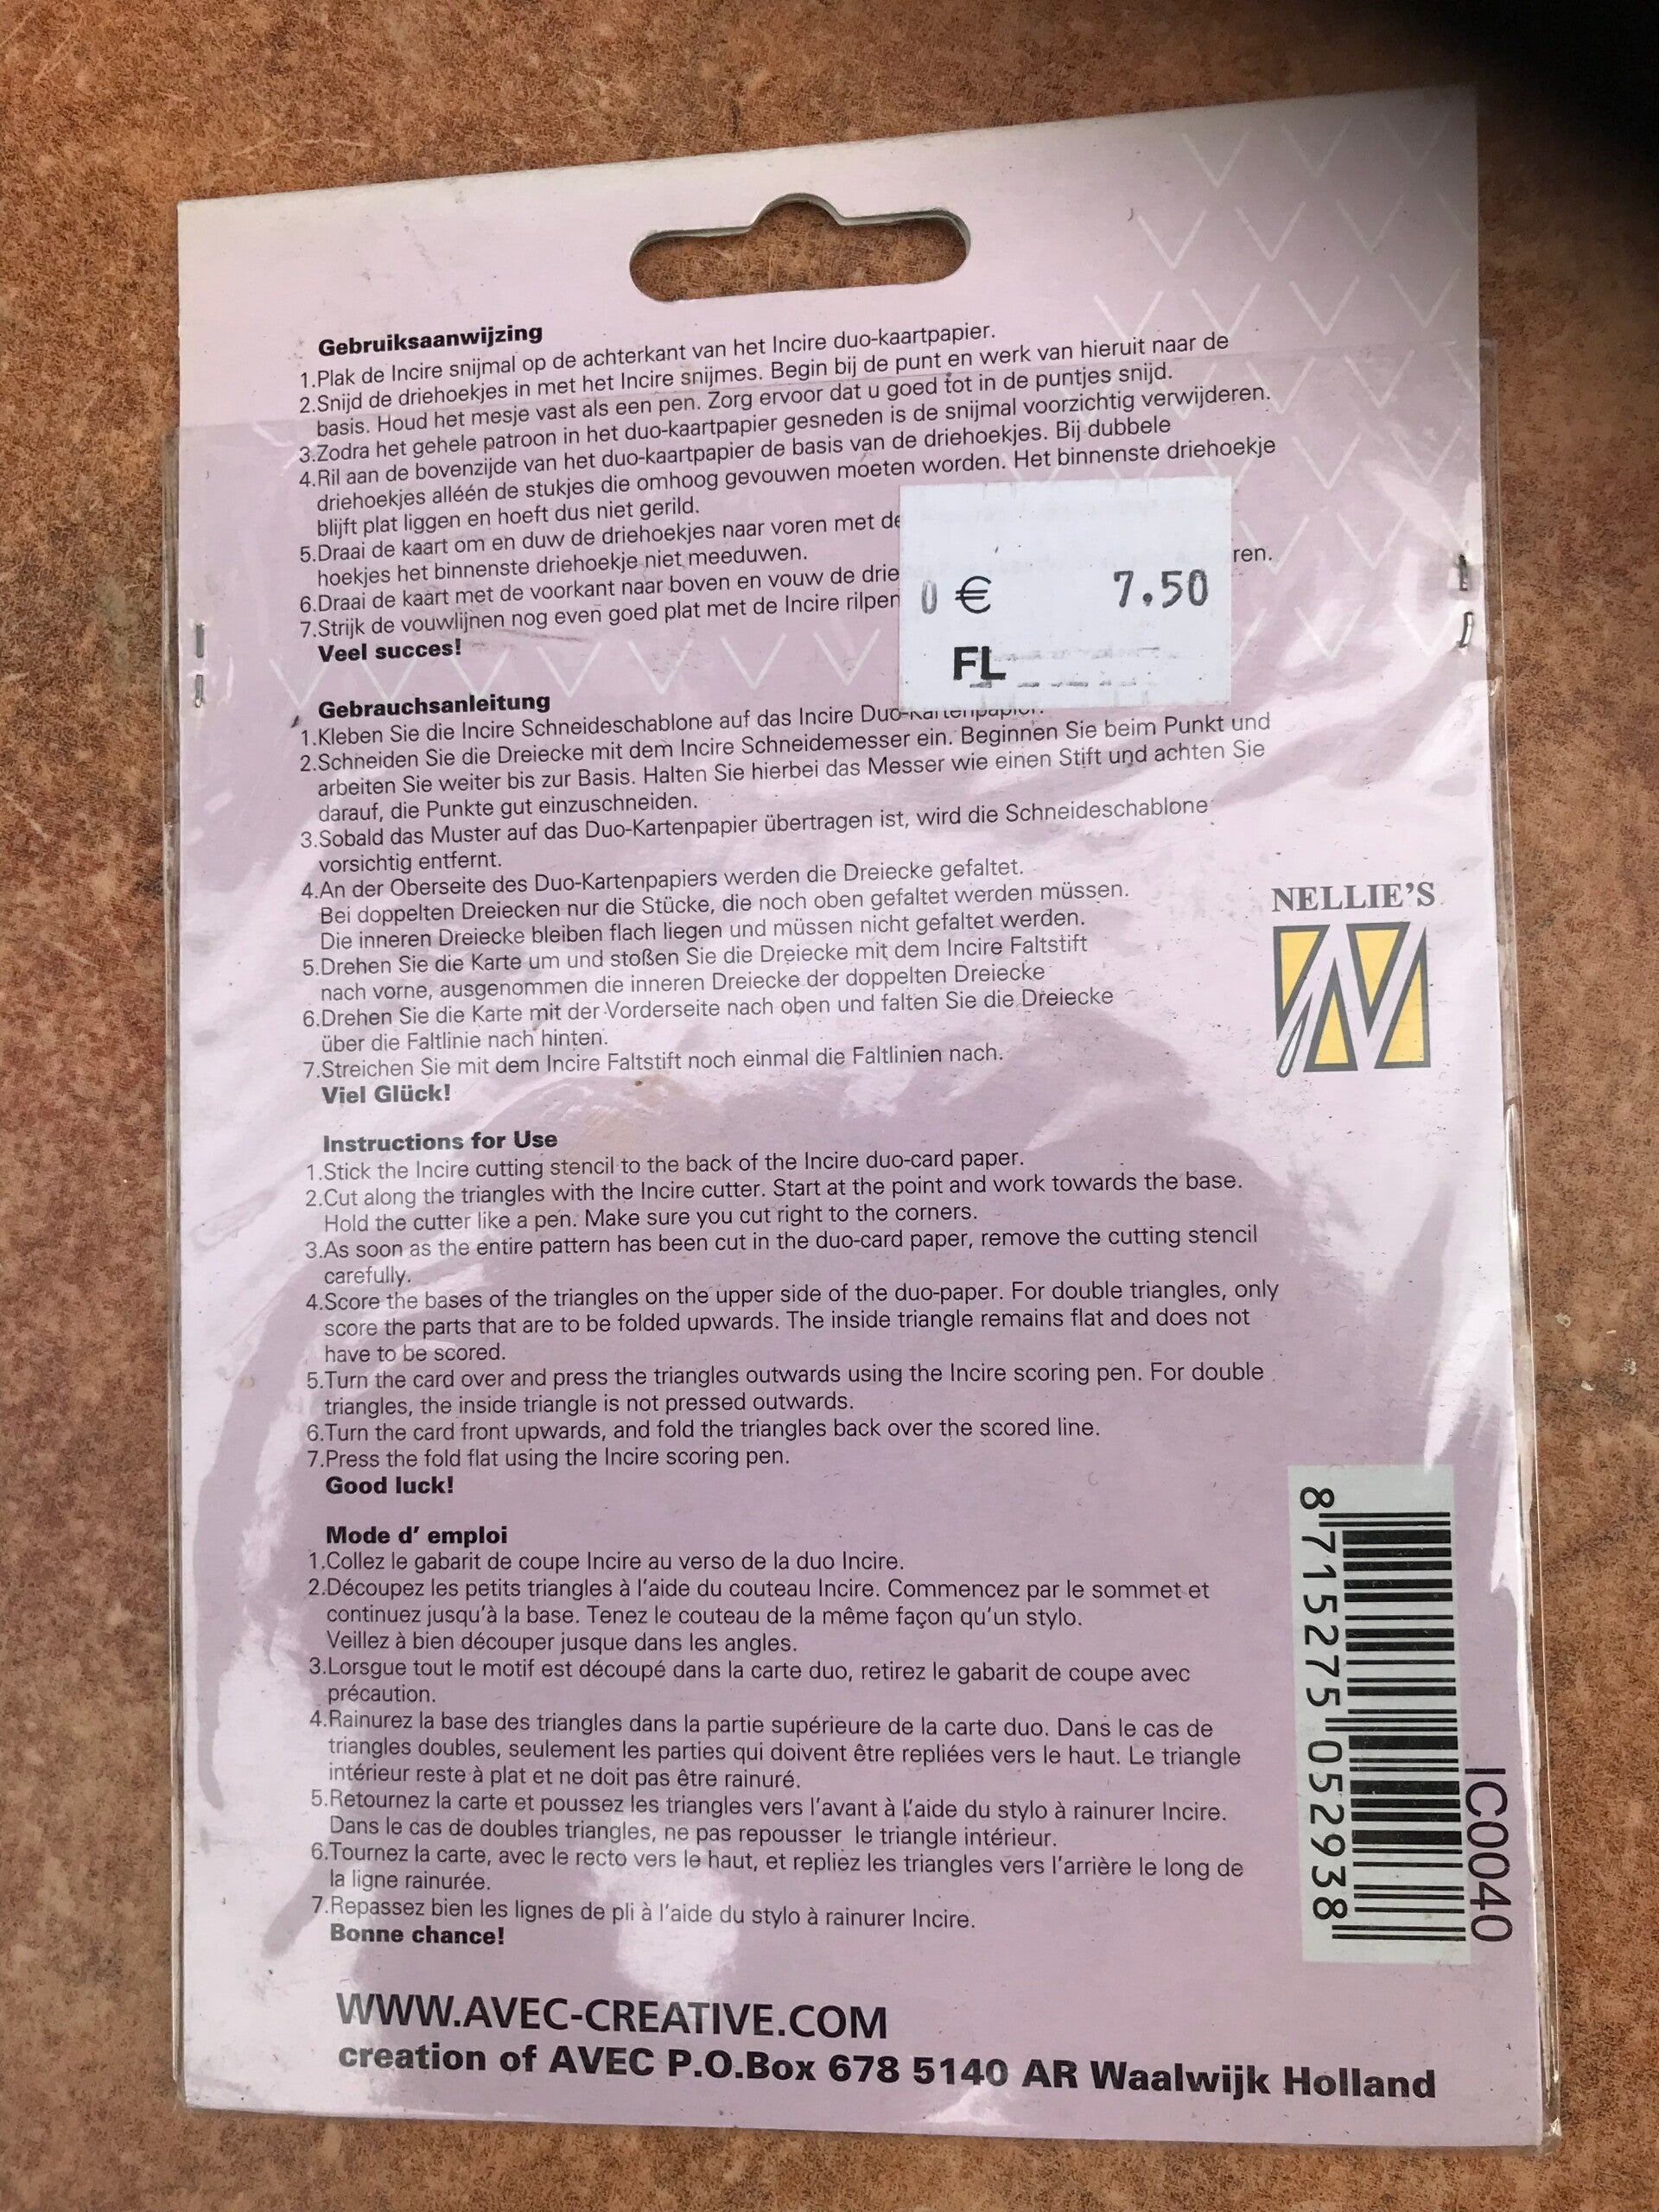 Gebruiksaanwijzing
1.Plak de Incire snijmal op de achterkant van het Incire duo-kaartpapier.
2.Snijd de driehoekjes in met het Incire snijmes. Begin bij de punt en werk van hieruit naar de
basis. Houd het mesje vast als een pen. Zorg ervoor dat u goed tot in de puntjes snijd.
3.Zodra het gehele patroon in het duo-kaartpapier gesneden is de snijmal voorzichtig verwijderen.
4.Ril aan de bovenzijde van het duo-kaartpapier de basis van de driehoekjes. Bij dubbele
driehoekjes alléén de stukjes die omhoog gevouwen moeten worden. Het binnenste driehoekje
blijft plat liggen en hoeft dus niet gerild.
5.Draai de kaart om en duw de driehoekjes naar voren met
hoekjes het binnenste driehoekje niet meeduwen.
6.Draai de kaart met de voorkant naar boven en vouw de drie ren.
7.Strijk de vouwlijnen nog even goed plat met de Incire rilpen
Veel succes!
0 € 7.50
FL
Gebrauchsanleitung
1.Kleben Sie die Incire Schneideschablone auf das Incire Duo-Kartenpapier.
2.Schneiden Sie die Dreiecke mit dem Incire Schneidemesser ein. Beginnen Sie beim Punkt und
arbeiten Sie weiter bis zur Basis. Halten Sie hierbei das Messer wie einen Stift und achten Sie
darauf, die Punkte gut einzuschneiden.
3.Sobald das Muster auf das Duo-Kartenpapier übertragen ist, wird die Schneideschablone
vorsichtig entfernt.
4.An der Oberseite des Duo-Kartenpapiers werden die Dreiecke gefaltet.
Bei doppelten Dreiecken nur die Stücke, die noch oben gefaltet werden müssen.
Die inneren Dreiecke bleiben flach liegen und müssen nicht gefaltet werden.
5.Drehen Sie die Karte um und stoßen Sie die Dreiecke mit dem Incire Faltstift
nach vorne, ausgenommen die inneren Dreiecke der doppelten Dreiecke
6.Drehen Sie die Karte mit der Vorderseite nach oben und falten Sie die Dreiecke
über die Faltlinie nach hinten.
7.Streichen Sie mit dem Incire Faltstift noch einmal die Faltlinien nach.
Viel Glück!
NELLIE'S
N
Instructions for Use
1.Stick the Incire cutting stencil to the back of the Incire duo-card paper.
2.Cut along the triangles with the Incire cutter. Start at the point and work towards the base.
Hold the cutter like a pen. Make sure you cut right to the corners.
3.As soon as the entire pattern has been cut in the duo-card paper, remove the cutting stencil
carefully.
4.Score the bases of the triangles on the upper side of the duo-paper. For double triangles, only
score the parts that are to be folded upwards. The inside triangle remains flat and does not
have to be scored.
5.Turn the card over and press the triangles outwards using the Incire scoring pen. For double
triangles, the inside triangle is not pressed outwards.
6.Turn the card front upwards, and fold the triangles back over the scored line.
7.Press the fold flat using the Incire scoring pen.
Good luck!
Mode d' emploi
1.Collez le gabarit de coupe Incire au verso de la duo Incire.
2.Découpez les petits triangles à l'aide du couteau Incire. Commencez par le sommet et
continuez jusqu'à la base. Tenez le couteau de la même façon qu'un stylo.
Veillez à bien découper jusque dans les angles.
3.Lorsgue tout le motif est découpé dans la carte duo, retirez le gabarit de coupe avec
précaution.
4.Rainurez la base des triangles dans la partie supérieure de la carte duo. Dans le cas de
triangles doubles, seulement les parties qui doivent être repliées vers le haut. Le triangle
intérieur reste à plat et ne doit pas être rainuré.
5.Retournez la carte et poussez les triangles vers l'avant à l'aide du stylo à rainurer Incire.
Dans le cas de doubles triangles, ne pas repousser le triangle intérieur.
6.Tournez la carte, avec le recto vers le haut, et repliez les triangles vers l'arrière le long de
la ligne rainurée.
7.Repassez bien les lignes de pli à l'aide du stylo à rainurer Incire.
Bonne chance!
8 715275 052938
IC0040
WWW.AVEC-CREATIVE.COM
creation of AVEC P.O.Box 678 5140 AR Waalwijk Holland